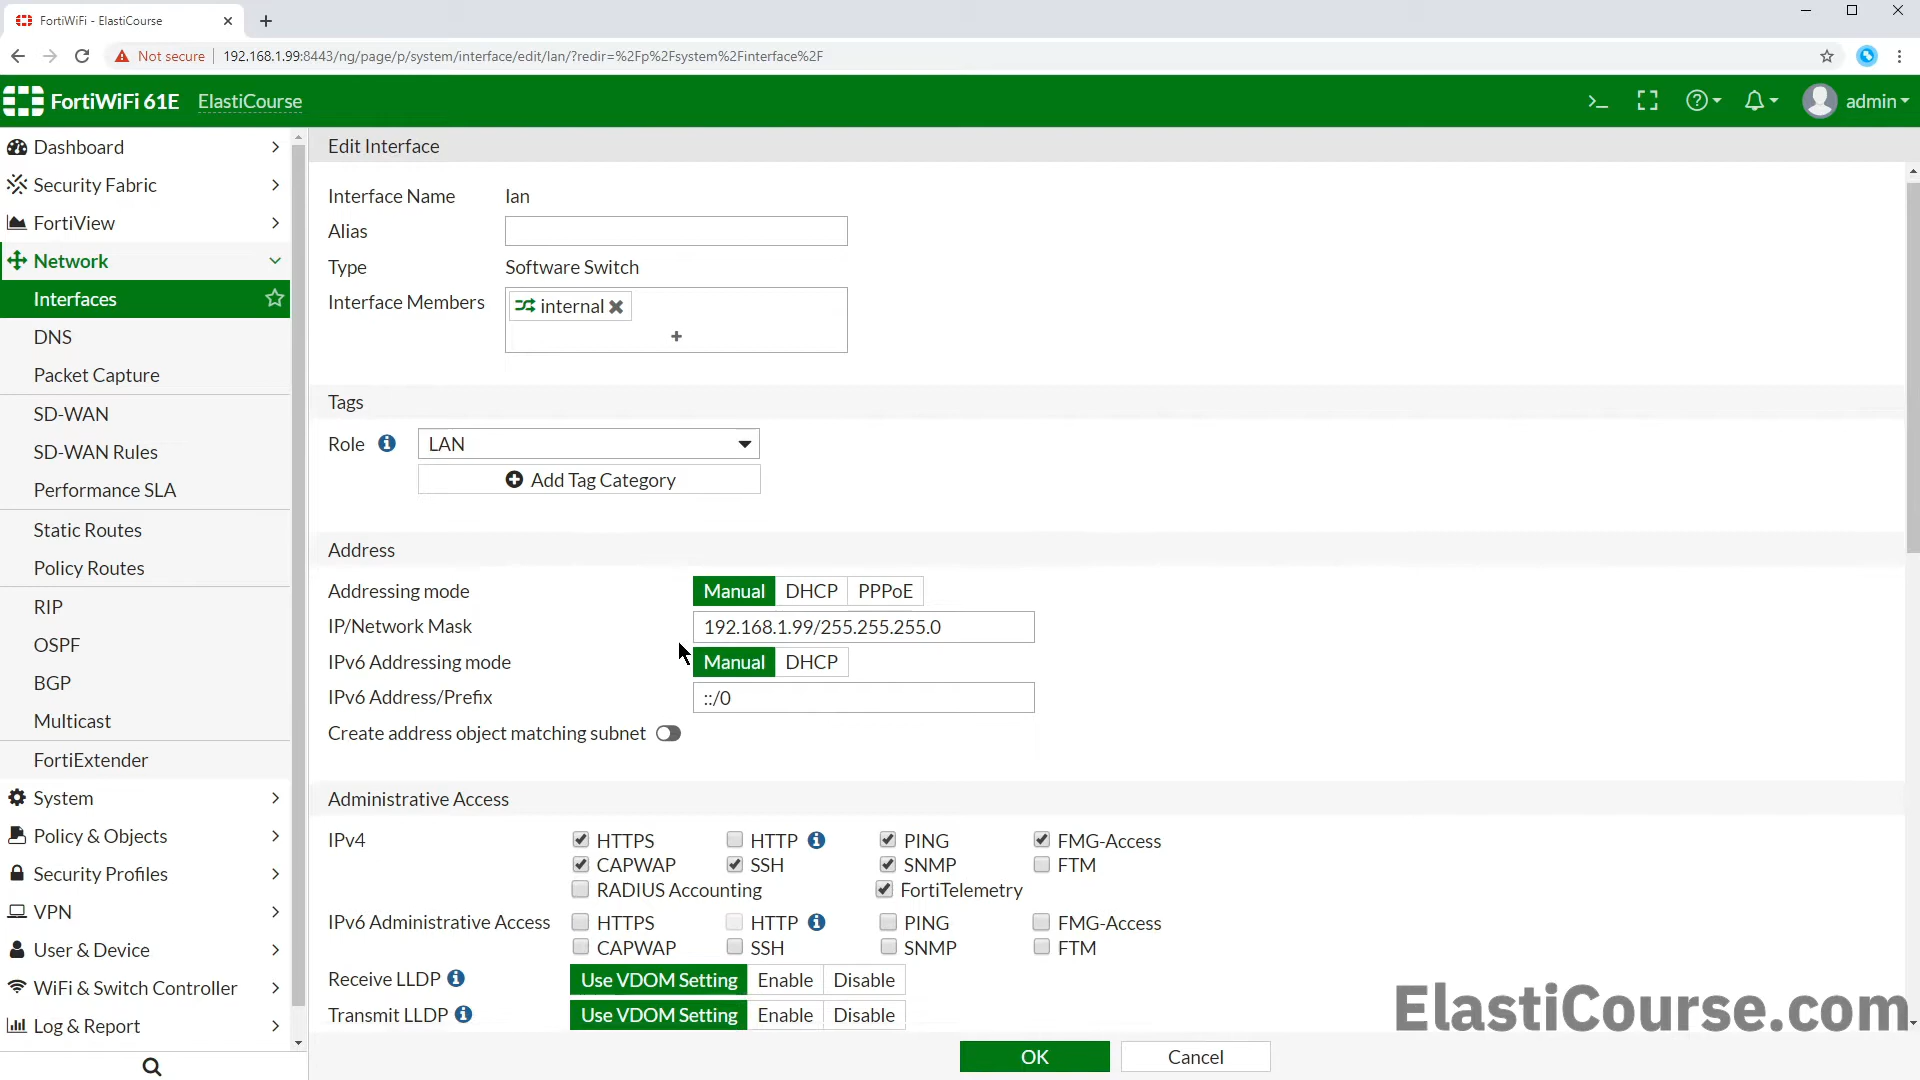 FortiWiFi - ElastiCourse
Not secure
192.168.1.99:8443/ng/page/p/system/interface/edit/lan/?redir=%2Fp%2Fsystem%2Finterface%2F
FortiWiFi 61E ElastiCourse
admin
Dashboard
Security Fabric
FortiView
Network
Interfaces
DNS
Packet Capture
SD-WAN
SD-WAN Rules
Performance SLA
Static Routes
Policy Routes
RIP
OSPF
BGP
Multicast
FortiExtender
System
Policy & Objects
Security Profiles
VPN
User & Device
WiFi & Switch Controller
Log & Report
Edit Interface
Interface Name lan
Alias
Type Software Switch
Interface Members internal
Tags
Role LAN
Add Tag Category
Address
Addressing mode Manual DHCP PPPoE
IP/Network Mask 192.168.1.99/255.255.255.0
IPv6 Addressing mode Manual DHCP
IPv6 Address/Prefix ::/0
Create address object matching subnet
Administrative Access
IPv4 HTTPS HTTP PING FMG-Access
CAPWAP SSH SNMP FTM
RADIUS Accounting FortiTelemetry
IPv6 Administrative Access HTTPS HTTP PING FMG-Access
CAPWAP SSH SNMP FTM
Receive LLDP Use VDOM Setting Enable Disable
Transmit LLDP Use VDOM Setting Enable Disable
OK Cancel
ElastiCourse.com